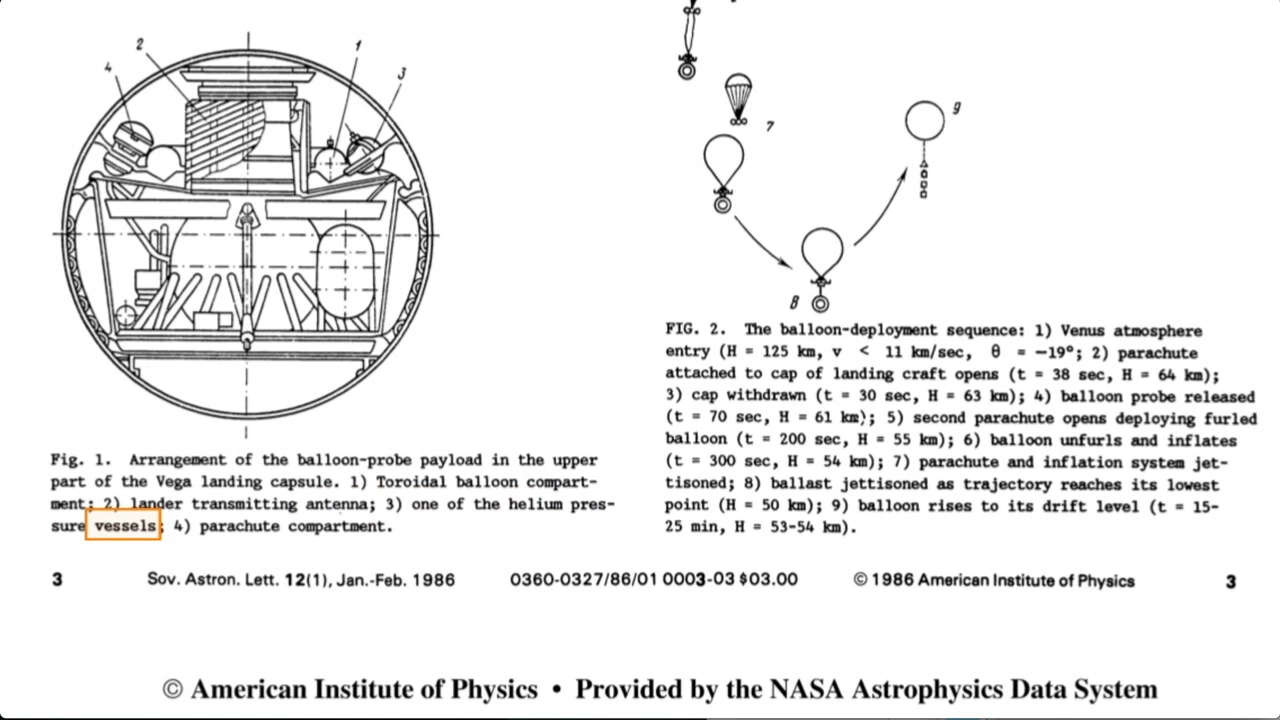 2
1
4
3
7
9
8
Fig. 1. Arrangement of the balloon-probe payload in the upper
part of the Vega landing capsule. 1) Toroidal balloon compart-
ment; 2) lander transmitting antenna; 3) one of the helium pres-
sure vessels; 4) parachute compartment.
FIG. 2. The balloon-deployment sequence: 1) Venus atmosphere
entry (H = 125 km, v < 11 km/sec, θ = −19°; 2) parachute
attached to cap of landing craft opens (t = 38 sec, H = 64 km);
3) cap withdrawn (t = 30 sec, H = 63 km); 4) balloon probe released
(t = 70 sec, H = 61 km); 5) second parachute opens deploying furled
balloon (t = 200 sec, H = 55 km); 6) balloon unfurls and inflates
(t = 300 sec, H = 54 km); 7) parachute and inflation system jet-
tisoned; 8) ballast jettisoned as trajectory reaches its lowest
point (H = 50 km); 9) balloon rises to its drift level (t = 15-
25 min, H = 53-54 km).
3 Sov. Astron. Lett. 12(1), Jan.-Feb. 1986 0360-0327/86/01 0003-03 $03.00 © 1986 American Institute of Physics 3
© American Institute of Physics • Provided by the NASA Astrophysics Data System